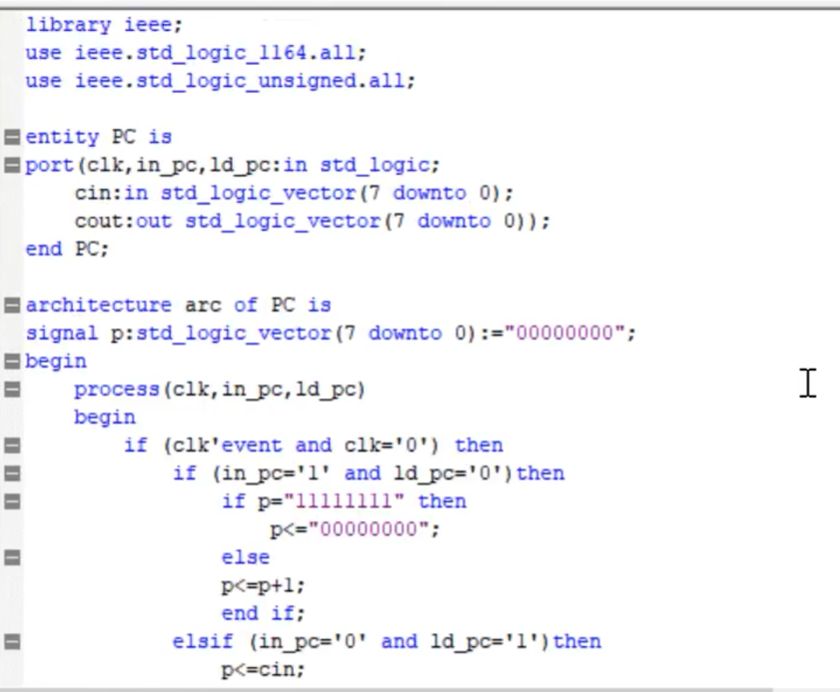 library ieee;
use ieee.std_logic_1164.all;
use ieee.std_logic_unsigned.all;
entity PC is
port(clk,in_pc,ld_pc:in std_logic;
cin:in std_logic_vector(7 downto 0);
cout:out std_logic_vector(7 downto 0));
end PC;
architecture arc of PC is
signal p:std_logic_vector(7 downto 0):="00000000";
begin
process(clk,in_pc,ld_pc)
begin
if (clk'event and clk='0') then
if (in_pc='1' and ld_pc='0')then
if p="11111111" then
p<="00000000";
else
p<=p+1;
end if;
elsif (in_pc='0' and ld_pc='1')then
p<=cin;